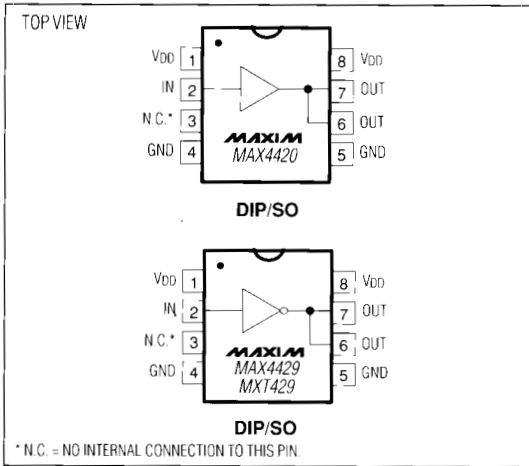 TOP VIEW
VDD 1
8 VDD
IN 2
7 OUT
N.C.* 3
6 OUT
GND 4
5 GND
MAXIM
MAX4420
DIP/SO
VDD 1
8 VDD
IN 2
7 OUT
N.C.* 3
6 OUT
GND 4
5 GND
MAXIM
MAX4429
MXT429
DIP/SO
* N.C. = NO INTERNAL CONNECTION TO THIS PIN.